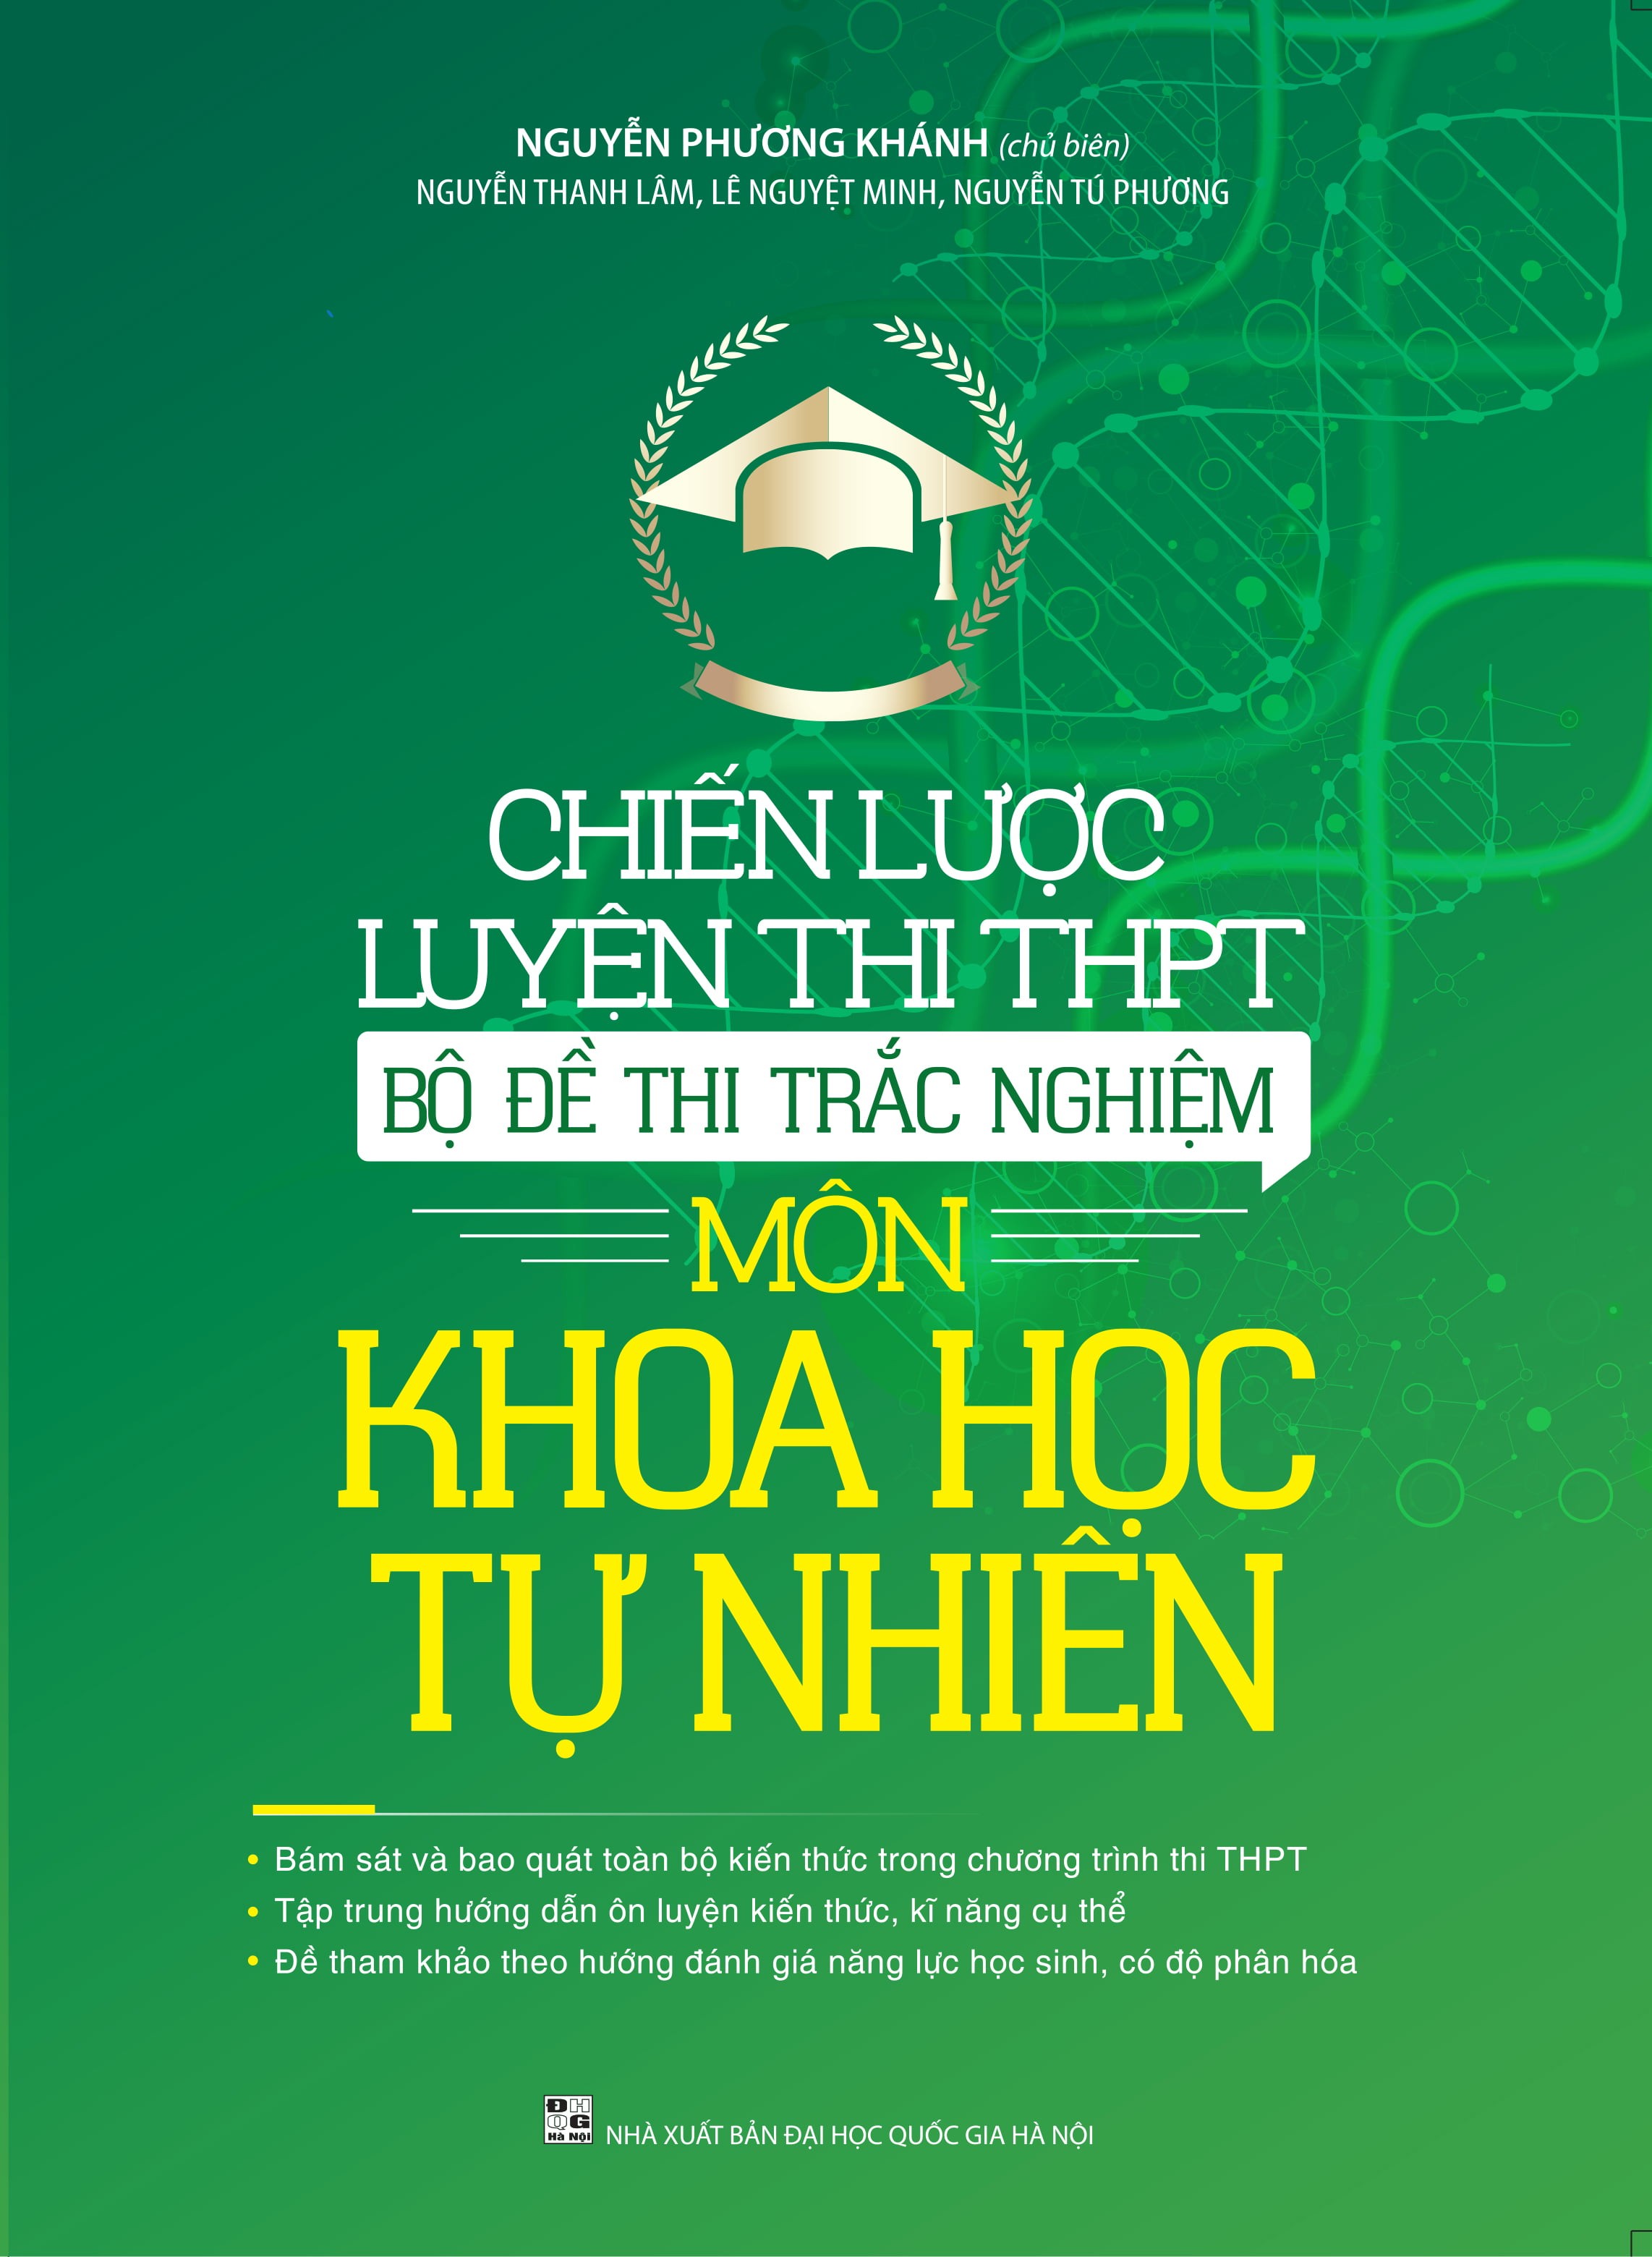 NGUYỄN PHƯƠNG KHÁNH (chủ biên)
NGUYỄN THANH LÂM, LÊ NGUYỆT MINH, NGUYỄN TÚ PHƯƠNG
CHIẾN LƯỢC
LUYỆN THI THPT
BỘ ĐỀ THI TRẮC NGHIỆM
MÔN
KHOA HỌC
TỰ NHIÊN
• Bám sát và bao quát toàn bộ kiến thức trong chương trình thi THPT
• Tập trung hướng dẫn ôn luyện kiến thức, kĩ năng cụ thể
• Đề tham khảo theo hướng đánh giá năng lực học sinh, có độ phân hóa
ĐH
QG
Hà Nội
NHÀ XUẤT BẢN ĐẠI HỌC QUỐC GIA HÀ NỘI